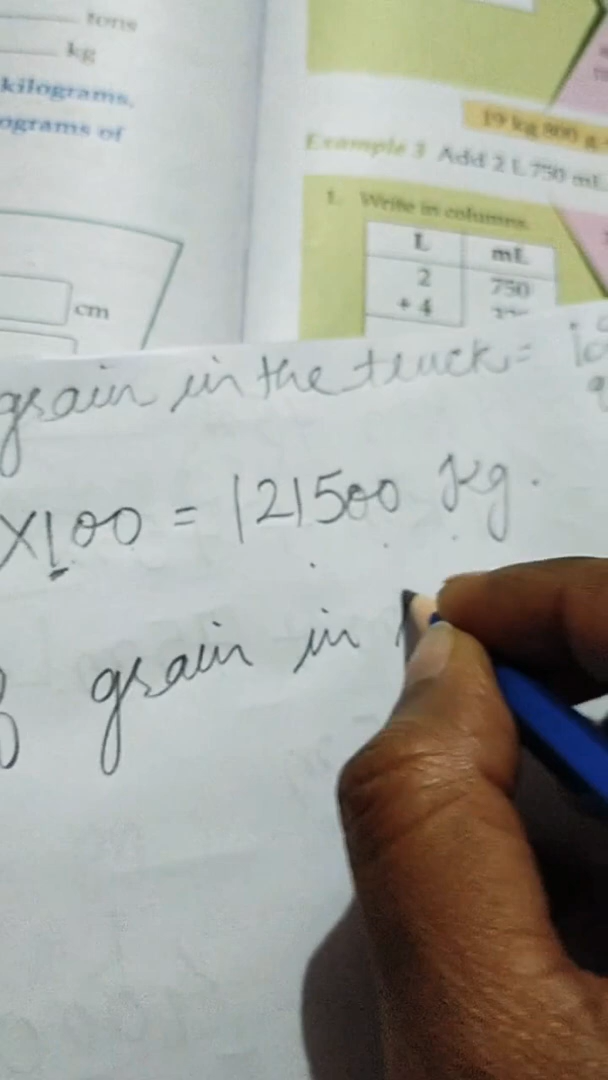 tons
kg
kilograms.
ograms of
cm
19 kg 800 g
Example 3 Add 2 L 750 mL
1. Write in columns.
L mL
2 750
+ 4
grain in the truck =
X100 = 121500 kg.
grain in